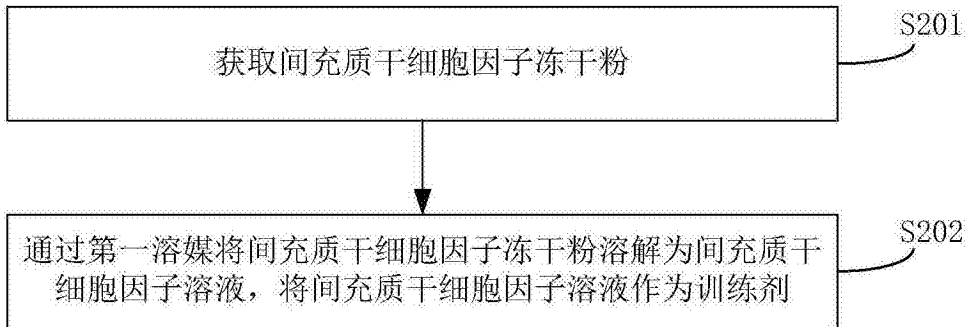 S201
获取间充质干细胞因子冻干粉
S202
通过第一溶媒将间充质干细胞因子冻干粉溶解为间充质干
细胞因子溶液，将间充质干细胞因子溶液作为训练剂